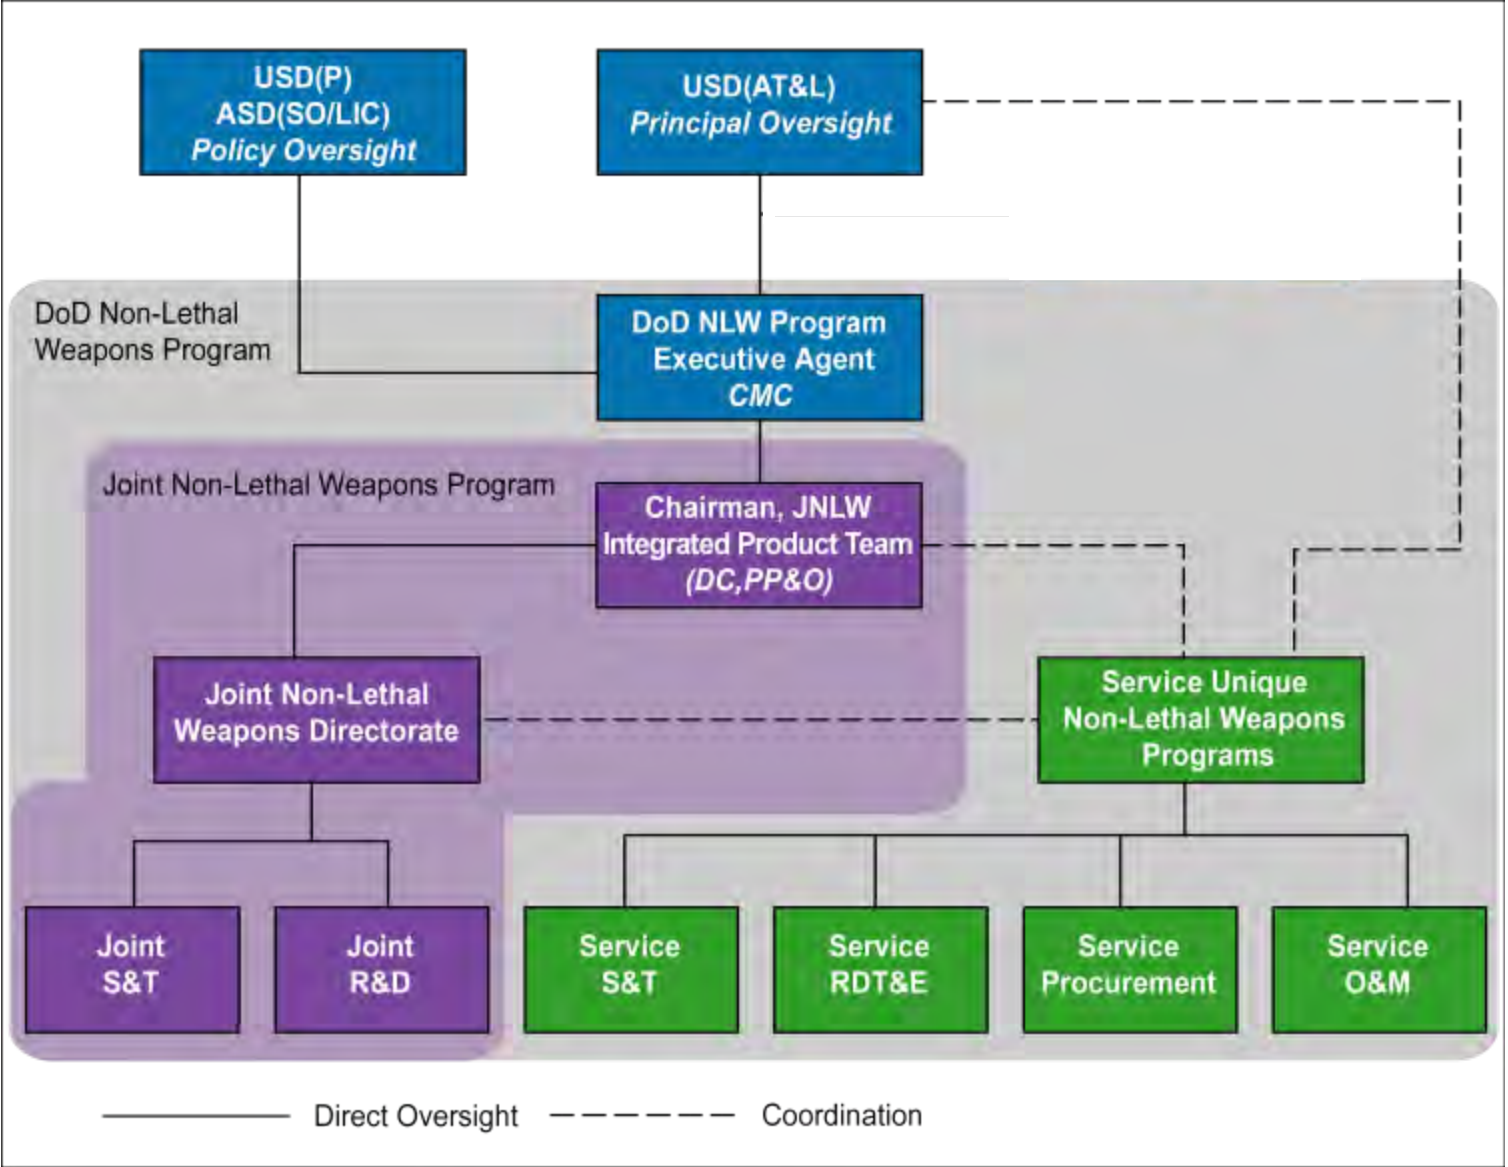 USD(P)
ASD(SO/LIC)
Policy Oversight
USD(AT&L)
Principal Oversight
DoD Non-Lethal
Weapons Program
DoD NLW Program
Executive Agent
CMC
Joint Non-Lethal Weapons Program
Chairman, JNLW
Integrated Product Team
(DC,PP&O)
Joint Non-Lethal
Weapons Directorate
Service Unique
Non-Lethal Weapons
Programs
Joint
S&T
Joint
R&D
Service
S&T
Service
RDT&E
Service
Procurement
Service
O&M
Direct Oversight
Coordination